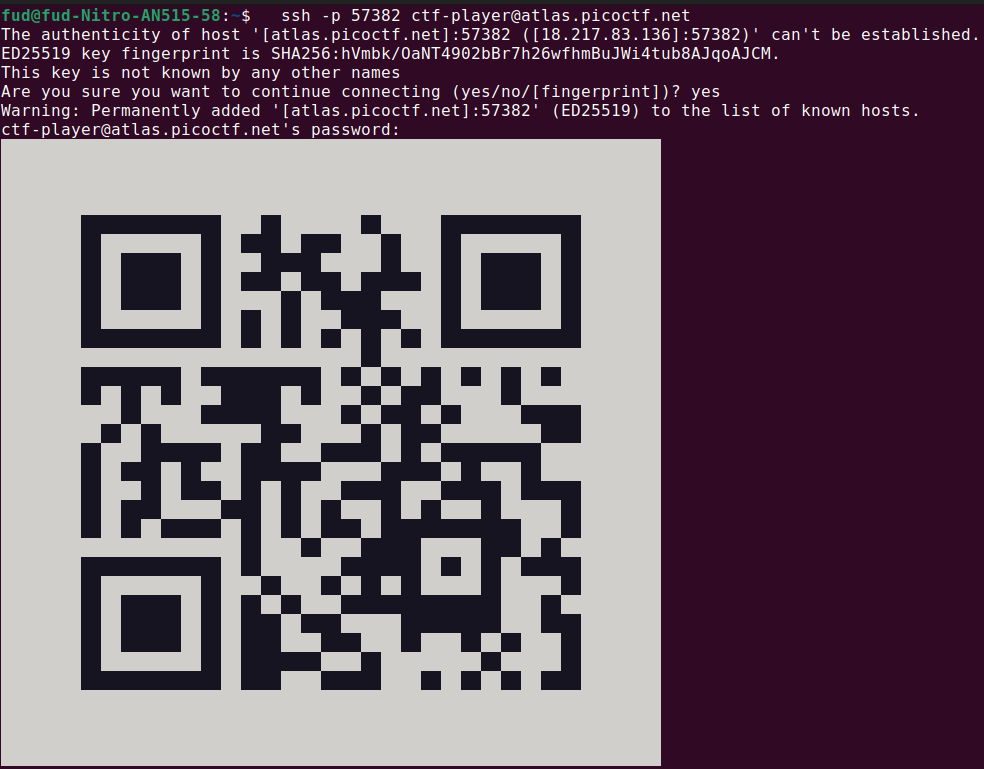 fud@fud-Nitro-AN515-58:~$   ssh -p 57382 ctf-player@atlas.picoctf.net
The authenticity of host '[atlas.picoctf.net]:57382 ([18.217.83.136]:57382)' can't be established.
ED25519 key fingerprint is SHA256:hVmbk/OaNT4902bBr7h26wfhmBuJWi4tub8AJqoAJCM.
This key is not known by any other names
Are you sure you want to continue connecting (yes/no/[fingerprint])? yes
Warning: Permanently added '[atlas.picoctf.net]:57382' (ED25519) to the list of known hosts.
ctf-player@atlas.picoctf.net's password: